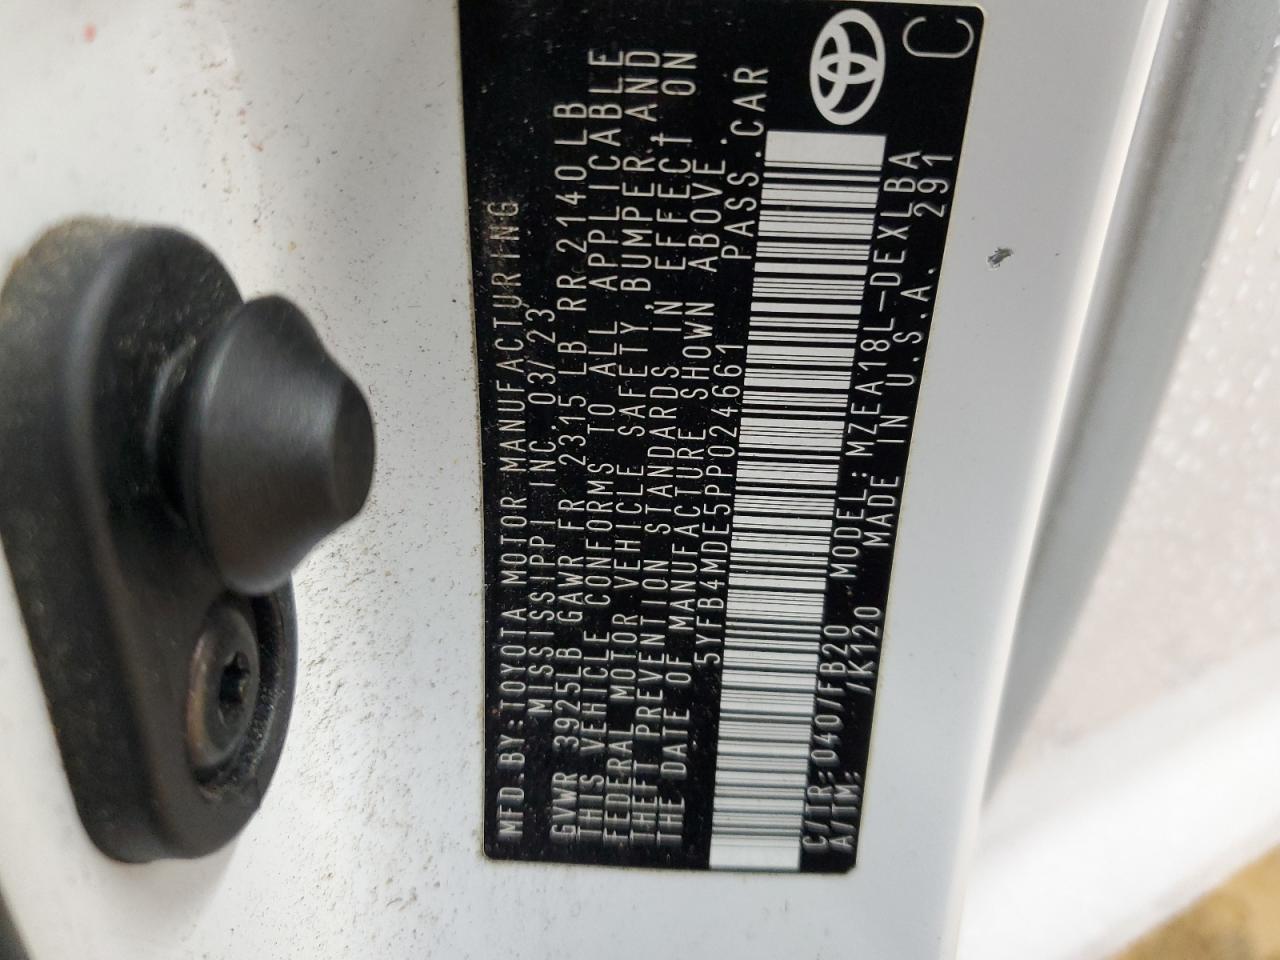 MFD.BY:TOYOTA MOTOR MANUFACTURING
MISSISSIPPI INC. 03/23
GVWR 3925LB GAWR FR 2315 LB RR 2140LB
THIS VEHICLE CONFORMS TO ALL APPLICABLE
FEDERAL MOTOR VEHICLE SAFETY, BUMPER, AND
THEFT PREVENTION STANDARDS IN EFFECT ON
THE DATE OF MANUFACTURE SHOWN ABOVE.
5YFB4MDE5PP024661 PASS.CAR
C/TR: 040/FB20 MODEL: MZEA18L-DEXLBA
A/TM: /K120 MADE IN U.S.A. 291
C